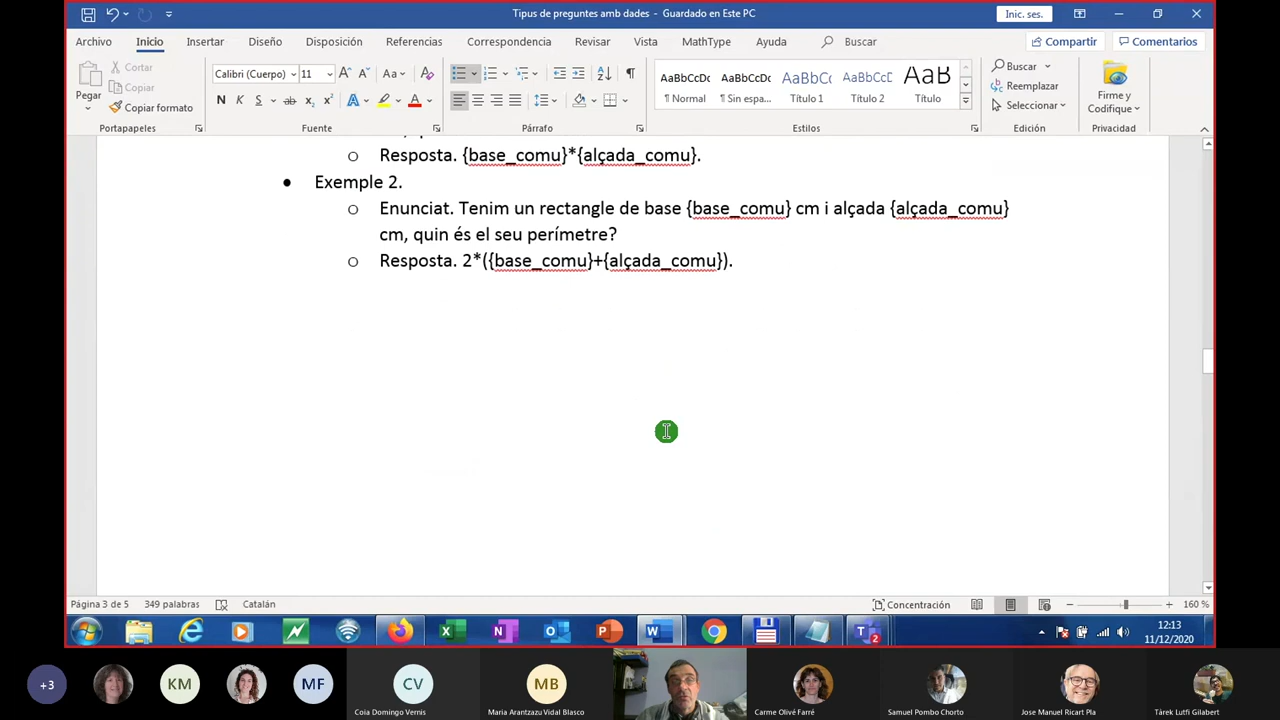 Tipus de preguntes amb dades - Guardado en Este PC
Inic. ses.
Archivo Inicio Insertar Diseño Disposición Referencias Correspondencia Revisar Vista MathType Ayuda Buscar Compartir Comentarios
Pegar
Cortar
Copiar
Copiar formato
Portapapeles
Calibri (Cuerpo) 11
Fuente
Párrafo
AaBbCcDc AaBbCcDc AaBbCc AaBbCcD AaB
¶ Normal ¶ Sin espa... Título 1 Título 2 Título
Estilos
Buscar
Reemplazar
Seleccionar
Edición
Firme y
Codifique
Privacidad
o Resposta. {base_comu}*{alçada_comu}.
• Exemple 2.
o Enunciat. Tenim un rectangle de base {base_comu} cm i alçada {alçada_comu}
cm, quin és el seu perímetre?
o Resposta. 2*({base_comu}+{alçada_comu}).
Página 3 de 5 349 palabras Catalán Concentración 160 %
12:13
11/12/2020
+3 KM MF CV MB
Coia Domingo Vernis Maria Arantzazu Vidal Blasco Carme Olivé Farré Samuel Pombo Chorto Jose Manuel Ricart Pla Tárek Lutfi Gilabert